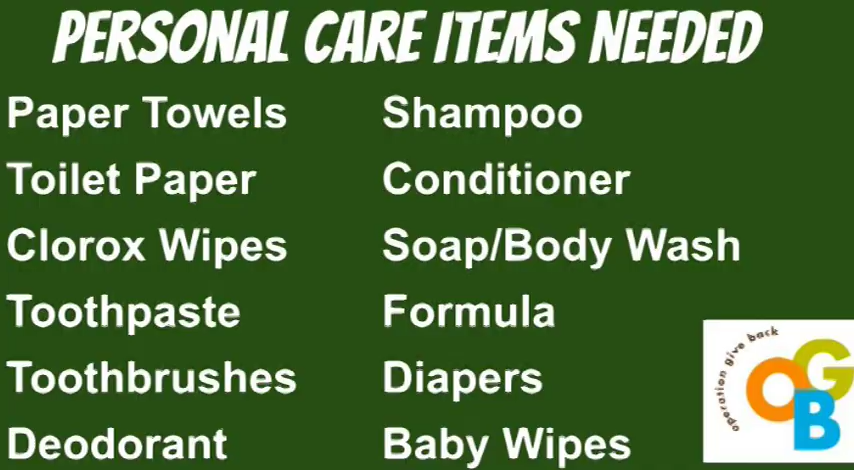 PERSONAL CARE ITEMS NEEDED
Paper Towels
Toilet Paper
Clorox Wipes
Toothpaste
Toothbrushes
Deodorant
Shampoo
Conditioner
Soap/Body Wash
Formula
Diapers
Baby Wipes
operation give back
OGB